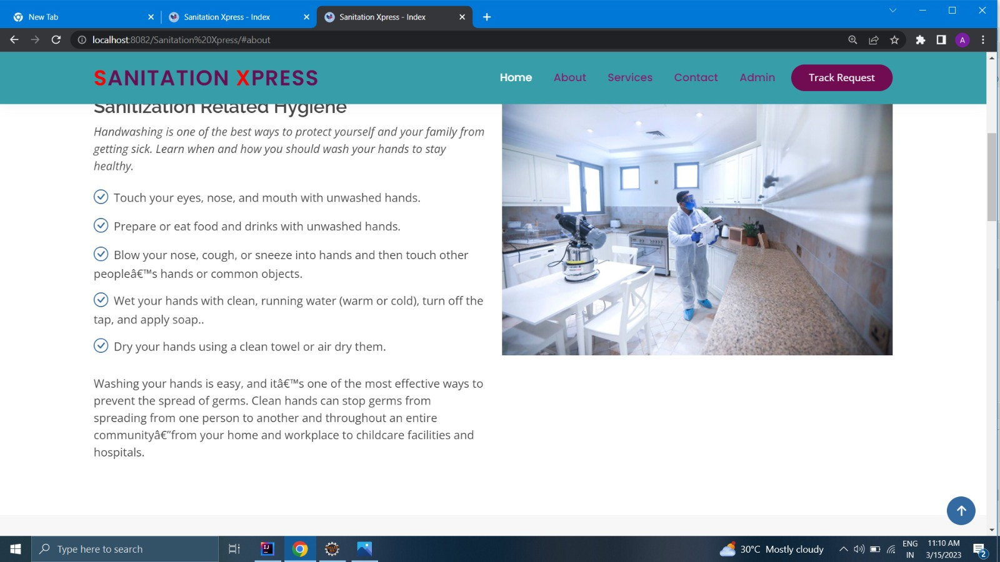 New Tab
Sanitation Xpress - Index
Sanitation Xpress - Index
localhost:8082/Sanitation%20Xpress/#about
A
SANITATION XPRESS
Home
About
Services
Contact
Admin
Track Request
Sanitization Related Hygiene
Handwashing is one of the best ways to protect yourself and your family from
getting sick. Learn when and how you should wash your hands to stay
healthy.
Touch your eyes, nose, and mouth with unwashed hands.
Prepare or eat food and drinks with unwashed hands.
Blow your nose, cough, or sneeze into hands and then touch other
peopleâ€™s hands or common objects.
Wet your hands with clean, running water (warm or cold), turn off the
tap, and apply soap..
Dry your hands using a clean towel or air dry them.
Washing your hands is easy, and itâ€™s one of the most effective ways to
prevent the spread of germs. Clean hands can stop germs from
spreading from one person to another and throughout an entire
communityâ€”from your home and workplace to childcare facilities and
hospitals.
Type here to search
IJ
30°C Mostly cloudy
ENG
IN
11:10 AM
3/15/2023
2